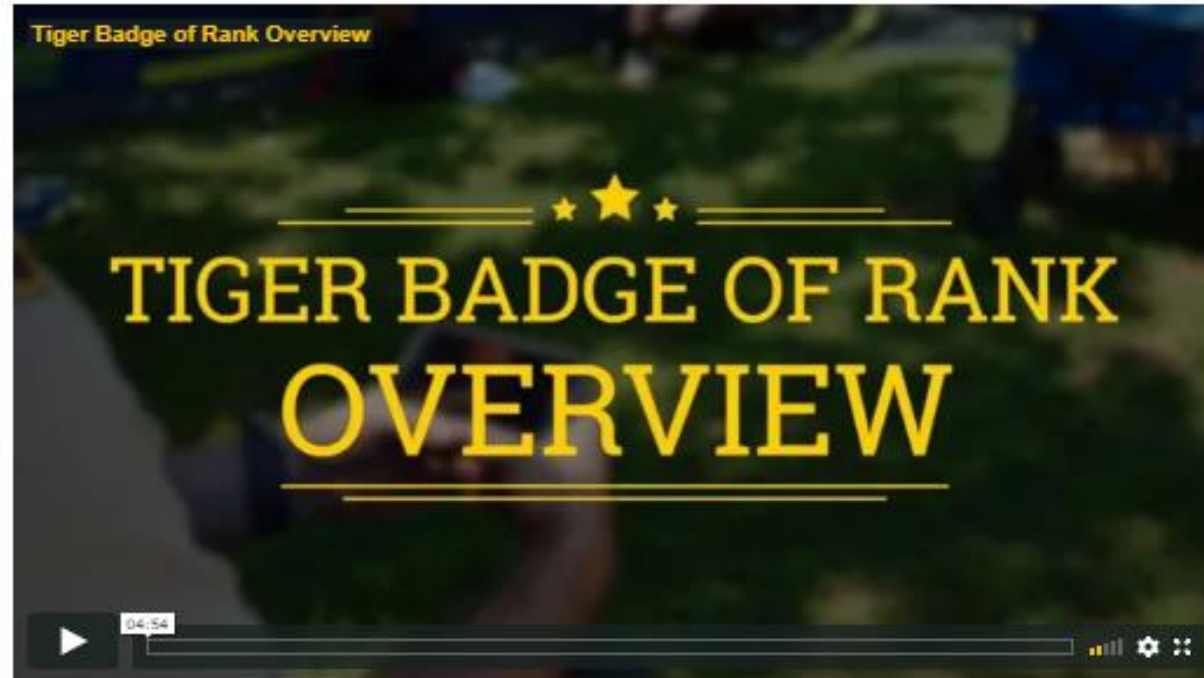 Tiger Badge of Rank Overview
TIGER BADGE OF RANK
OVERVIEW
04:54